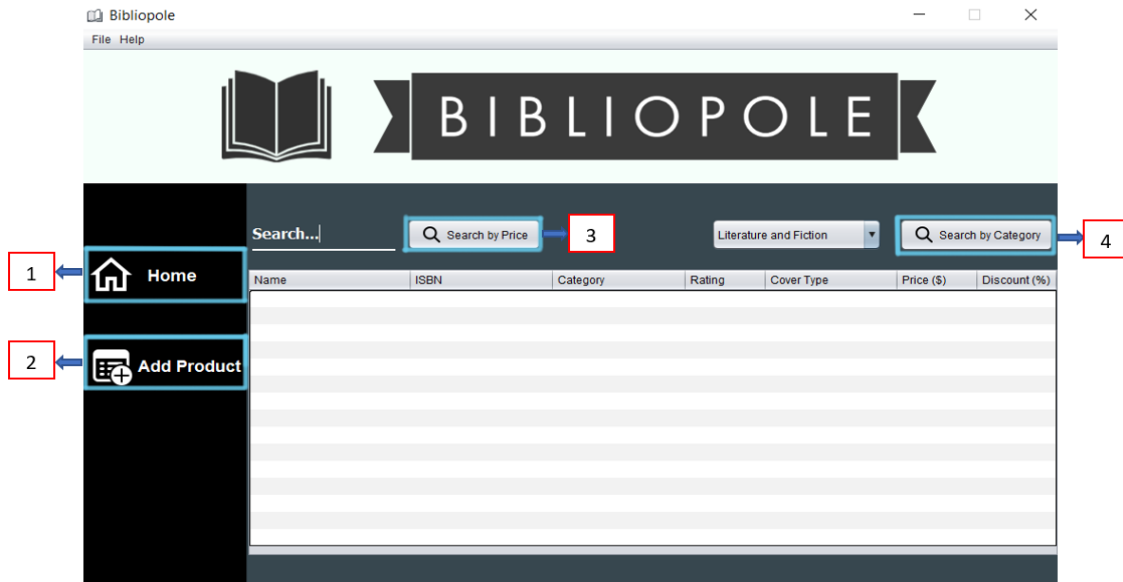 Bibliopole
File Help
BIBLIOPOLE
Search... Search by Price 3 Literature and Fiction Search by Category 4
1 Home
Name ISBN Category Rating Cover Type Price ($) Discount (%)
2 Add Product